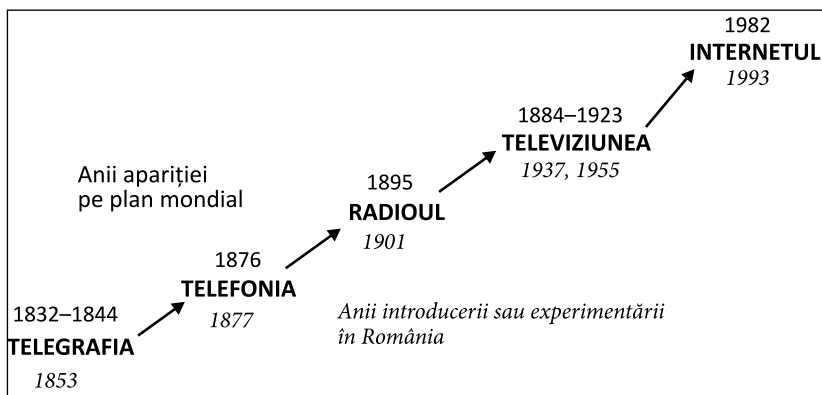 1982
INTERNETUL
1993
1884–1923
TELEVIZIUNEA
1937, 1955
Anii apariției
pe plan mondial
1895
RADIOUL
1901
1876
TELEFONIA
1877
Anii introducerii sau experimentării
în România
1832–1844
TELEGRAFIA
1853